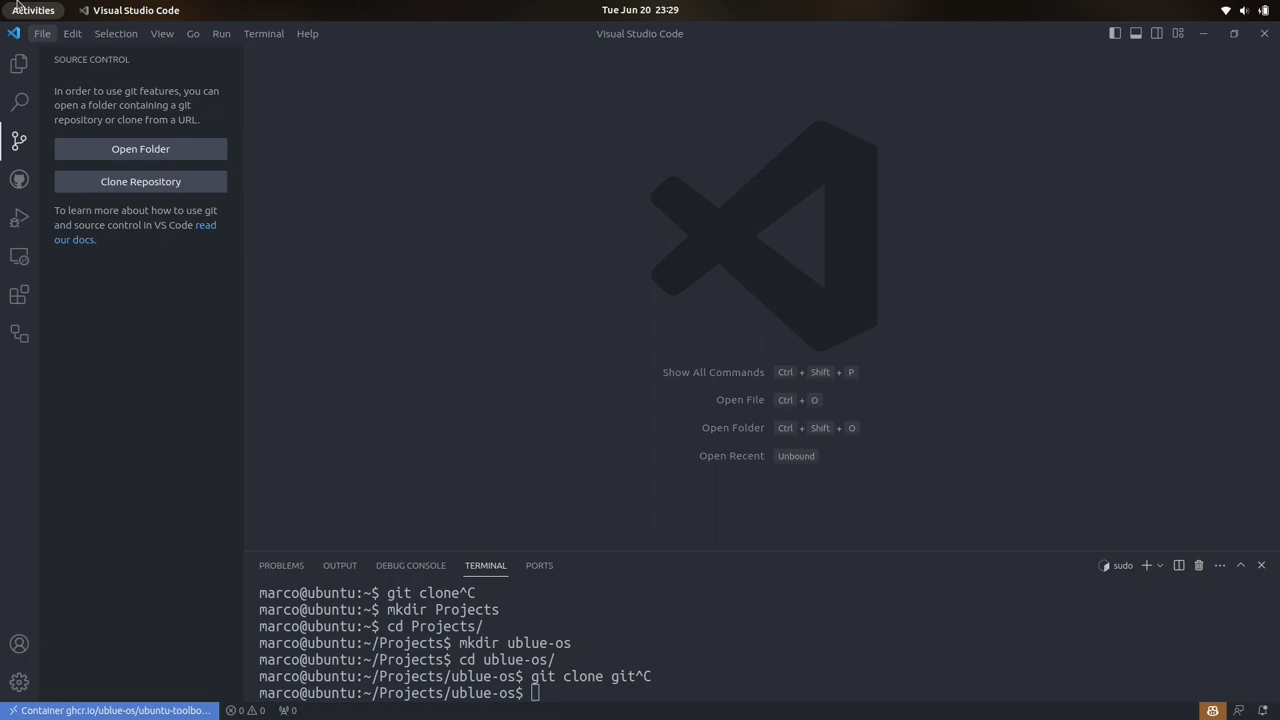 Activities
Visual Studio Code
Tue Jun 20 23:29
File Edit Selection View Go Run Terminal Help
Visual Studio Code
SOURCE CONTROL
In order to use git features, you can
open a folder containing a git
repository or clone from a URL.
Open Folder
Clone Repository
To learn more about how to use git
and source control in VS Code read
our docs.
Show All Commands Ctrl + Shift + P
Open File Ctrl + O
Open Folder Ctrl + Shift + O
Open Recent Unbound
PROBLEMS OUTPUT DEBUG CONSOLE TERMINAL PORTS
sudo
marco@ubuntu:~$ git clone^C
marco@ubuntu:~$ mkdir Projects
marco@ubuntu:~$ cd Projects/
marco@ubuntu:~/Projects$ mkdir ublue-os
marco@ubuntu:~/Projects$ cd ublue-os/
marco@ubuntu:~/Projects/ublue-os$ git clone git^C
marco@ubuntu:~/Projects/ublue-os$
Container ghcr.io/ublue-os/ubuntu-toolbo...
0 0 0